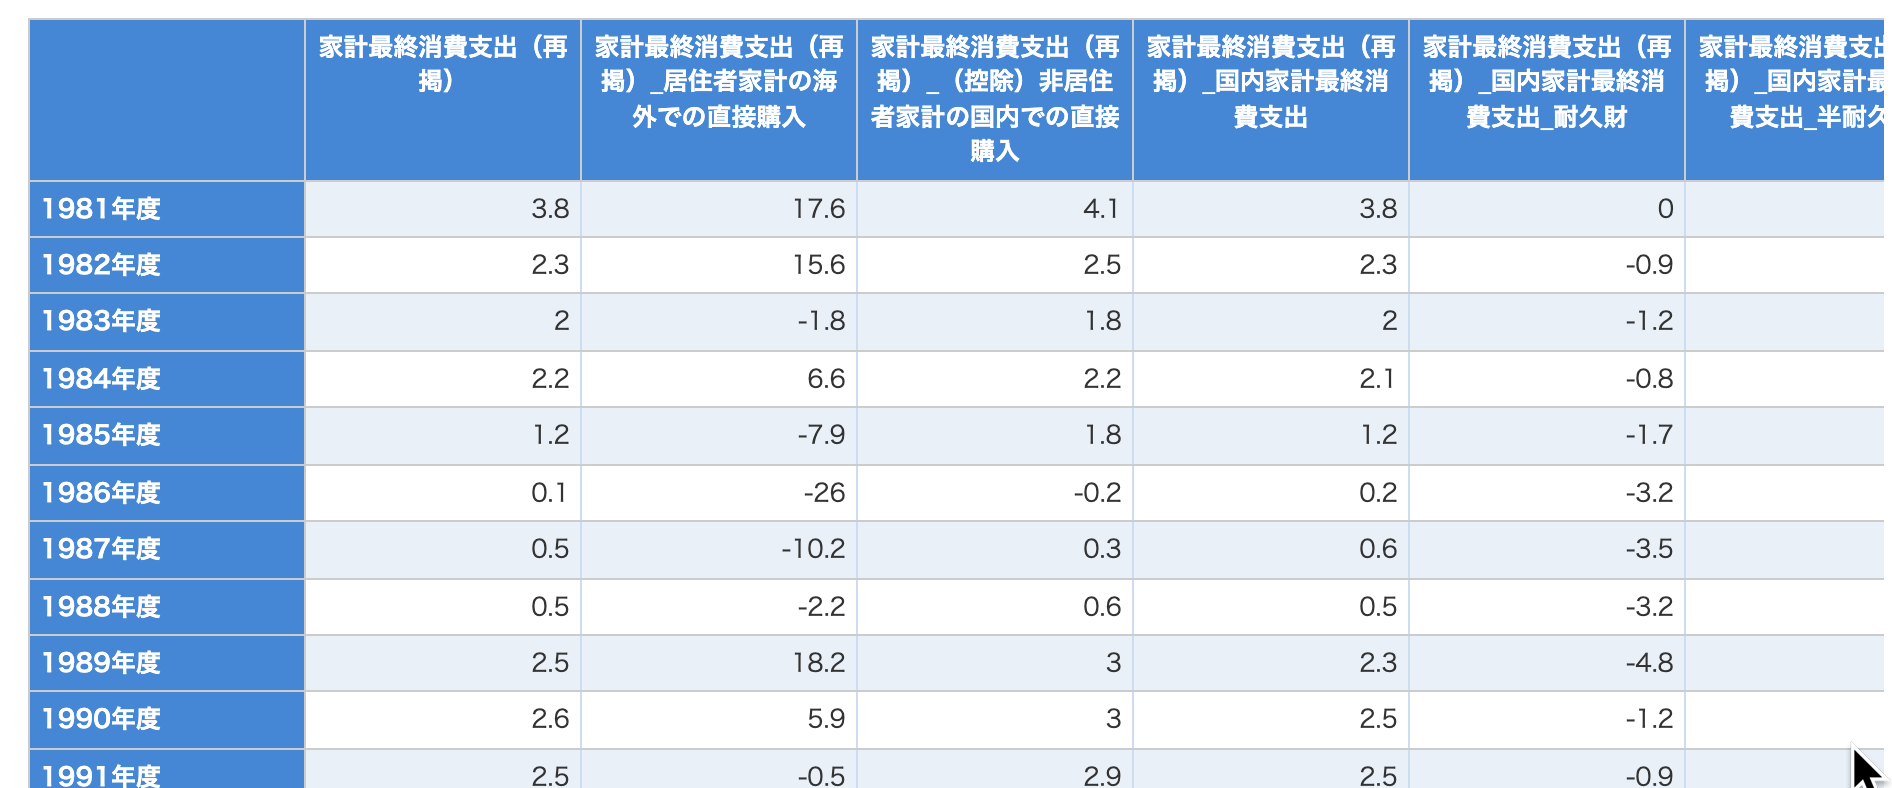 家計最終消費支出（再
掲）
家計最終消費支出（再
掲）_居住者家計の海
外での直接購入
家計最終消費支出（再
掲）_（控除）非居住
者家計の国内での直接
購入
家計最終消費支出（再
掲）_国内家計最終消
費支出
家計最終消費支出（再
掲）_国内家計最終消
費支出_耐久財
家計最終消費支出
掲）_国内家計最
費支出_半耐久
1981年度 3.8 17.6 4.1 3.8 0
1982年度 2.3 15.6 2.5 2.3 -0.9
1983年度 2 -1.8 1.8 2 -1.2
1984年度 2.2 6.6 2.2 2.1 -0.8
1985年度 1.2 -7.9 1.8 1.2 -1.7
1986年度 0.1 -26 -0.2 0.2 -3.2
1987年度 0.5 -10.2 0.3 0.6 -3.5
1988年度 0.5 -2.2 0.6 0.5 -3.2
1989年度 2.5 18.2 3 2.3 -4.8
1990年度 2.6 5.9 3 2.5 -1.2
1991年度 2.5 -0.5 2.9 2.5 -0.9